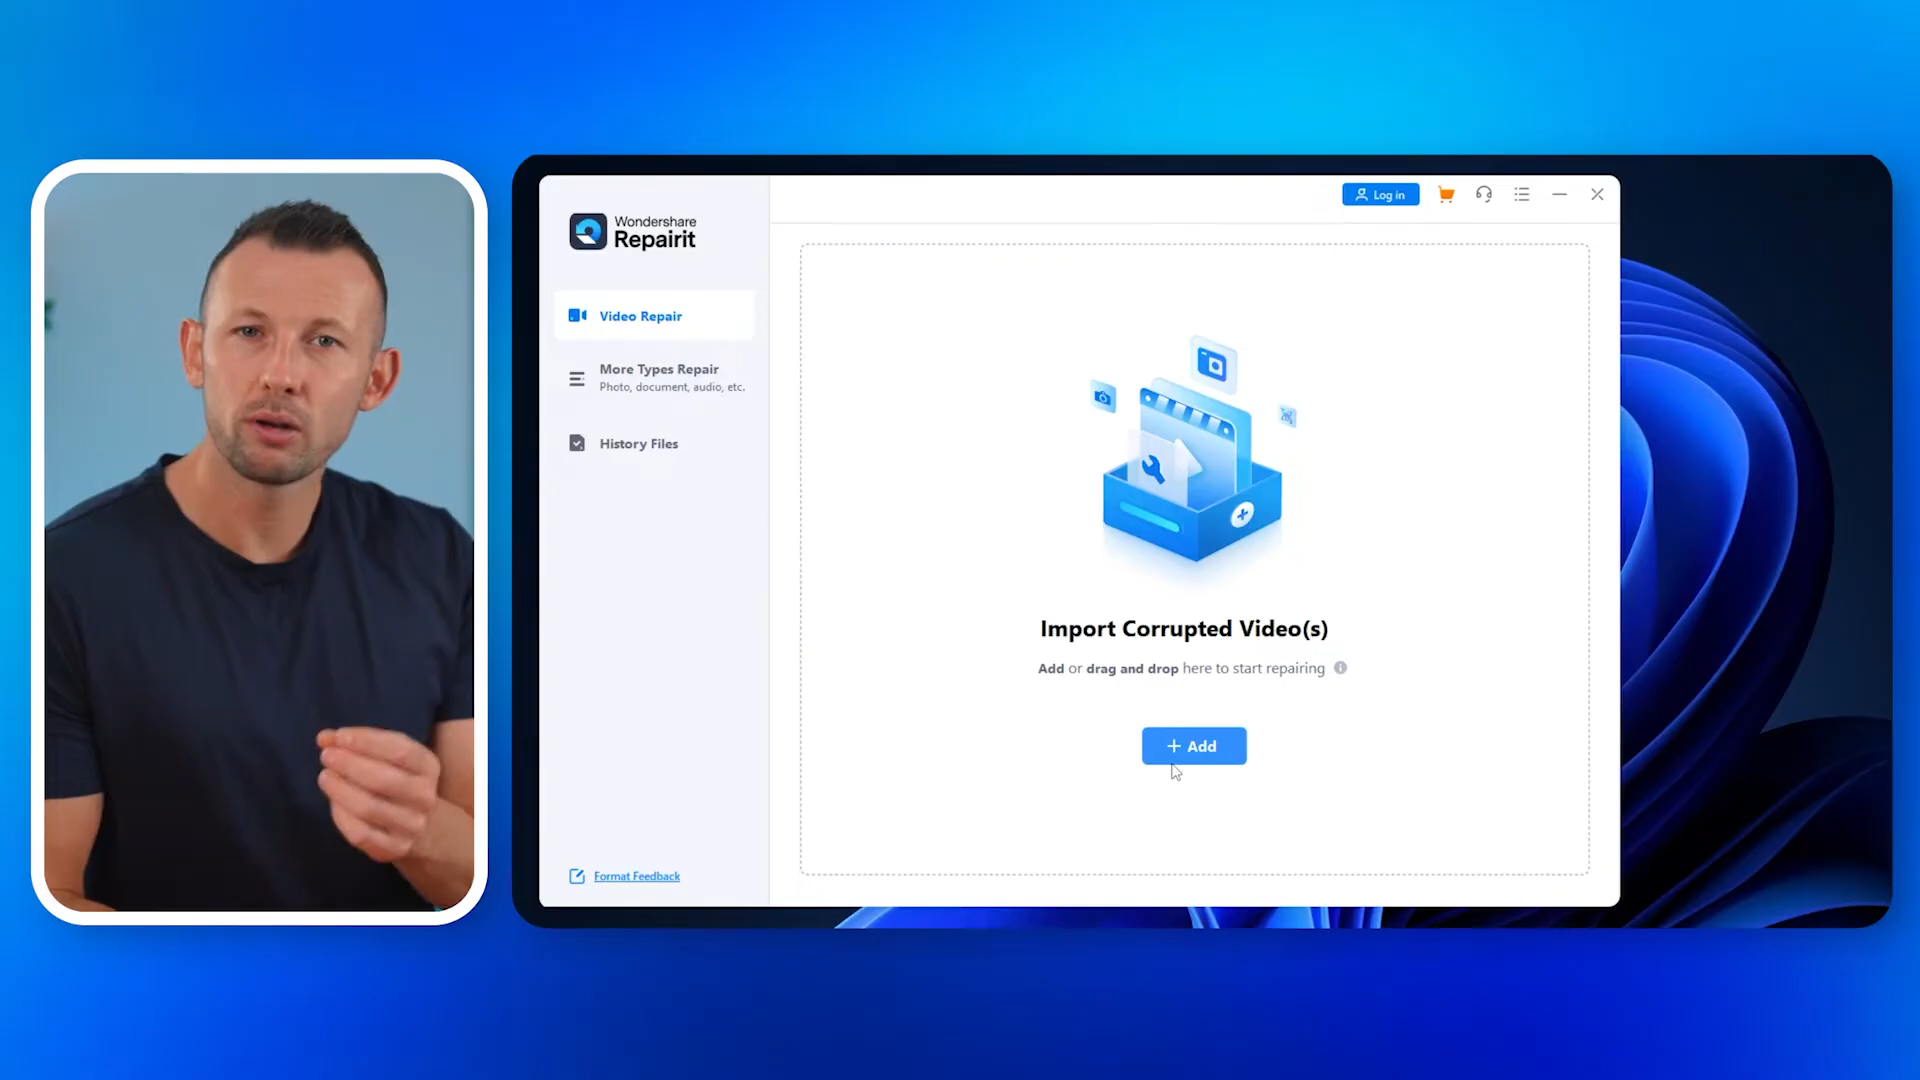 Wondershare
Repairit
Log in
Video Repair
More Types Repair
Photo, document, audio, etc.
History Files
Import Corrupted Video(s)
Add or drag and drop here to start repairing
+ Add
Format Feedback